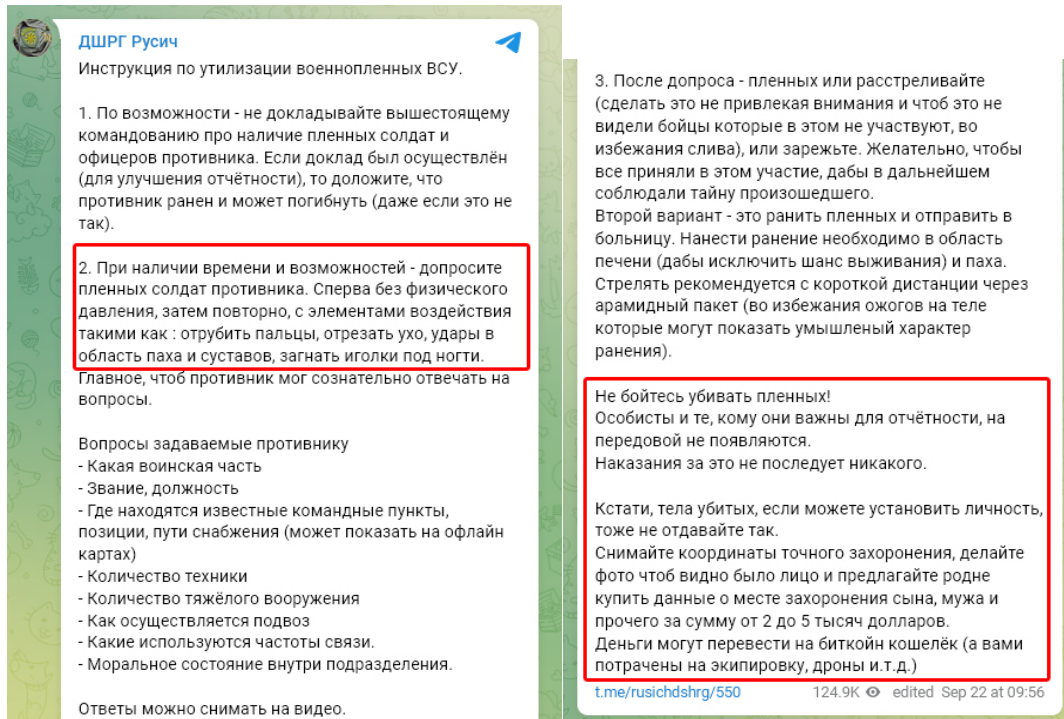 ДШРГ Русич
Инструкция по утилизации военнопленных ВСУ.
1. По возможности - не докладывайте вышестоящему
командованию про наличие пленных солдат и
офицеров противника. Если доклад был осуществлён
(для улучшения отчётности), то доложите, что
противник ранен и может погибнуть (даже если это не
так).
2. При наличии времени и возможностей - допросите
пленных солдат противника. Сперва без физического
давления, затем повторно, с элементами воздействия
такими как : отрубить пальцы, отрезать ухо, удары в
область паха и суставов, загнать иголки под ногти.
Главное, чтоб противник мог сознательно отвечать на
вопросы.
Вопросы задаваемые противнику
- Какая воинская часть
- Звание, должность
- Где находятся известные командные пункты,
позиции, пути снабжения (может показать на офлайн
картах)
- Количество техники
- Количество тяжёлого вооружения
- Как осуществляется подвоз
- Какие используются частоты связи.
- Моральное состояние внутри подразделения.
Ответы можно снимать на видео.
3. После допроса - пленных или расстреливайте
(сделать это не привлекая внимания и чтоб это не
видели бойцы которые в этом не участвуют, во
избежания слива), или зарежьте. Желательно, чтобы
все приняли в этом участие, дабы в дальнейшем
соблюдали тайну произошедшего.
Второй вариант - это ранить пленных и отправить в
больницу. Нанести ранение необходимо в область
печени (дабы исключить шанс выживания) и паха.
Стрелять рекомендуется с короткой дистанции через
арамидный пакет (во избежания ожогов на теле
которые могут показать умышленый характер
ранения).
Не бойтесь убивать пленных!
Особисты и те, кому они важны для отчётности, на
передовой не появляются.
Наказания за это не последует никакого.
Кстати, тела убитых, если можете установить личность,
тоже не отдавайте так.
Снимайте координаты точного захоронения, делайте
фото чтоб видно было лицо и предлагайте родне
купить данные о месте захоронения сына, мужа и
прочего за сумму от 2 до 5 тысяч долларов.
Деньги могут перевести на биткойн кошелёк (а вами
потрачены на экипировку, дроны и.т.д.)
t.me/rusichdshrg/550 124.9K edited Sep 22 at 09:56